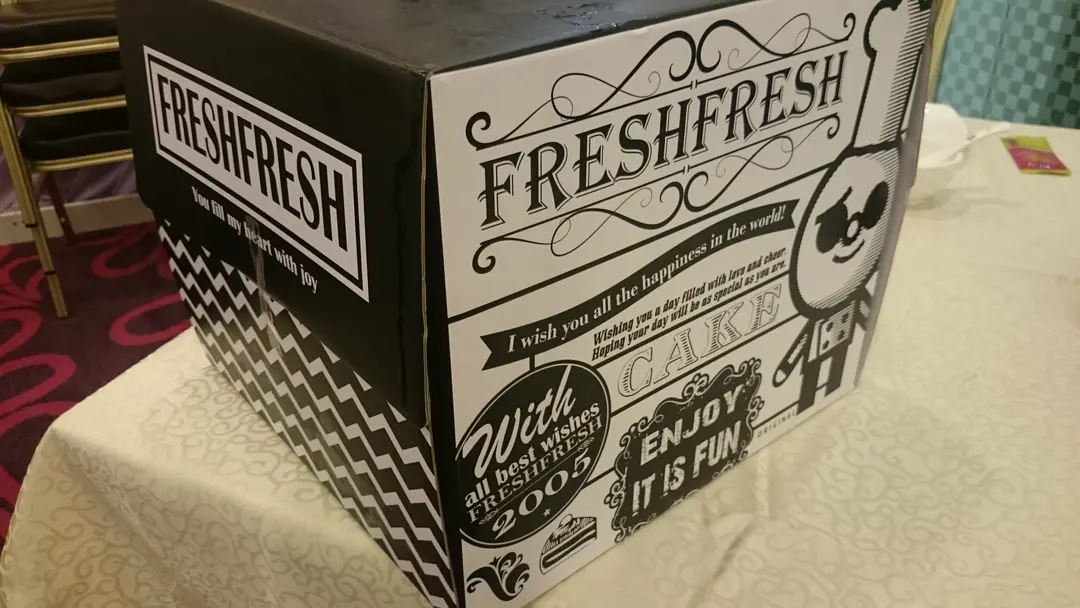 FRESHFRESH
You fill my heart with joy
FRESHFRESH
I wish you all the happiness in the world!
Wishing you a day filled with love and cheer.
Hoping your day will be as special as you are.
CAKE
With
all best wishes
FRESHFRESH
2005
ENJOY
IT IS FUN
ORIGINAL